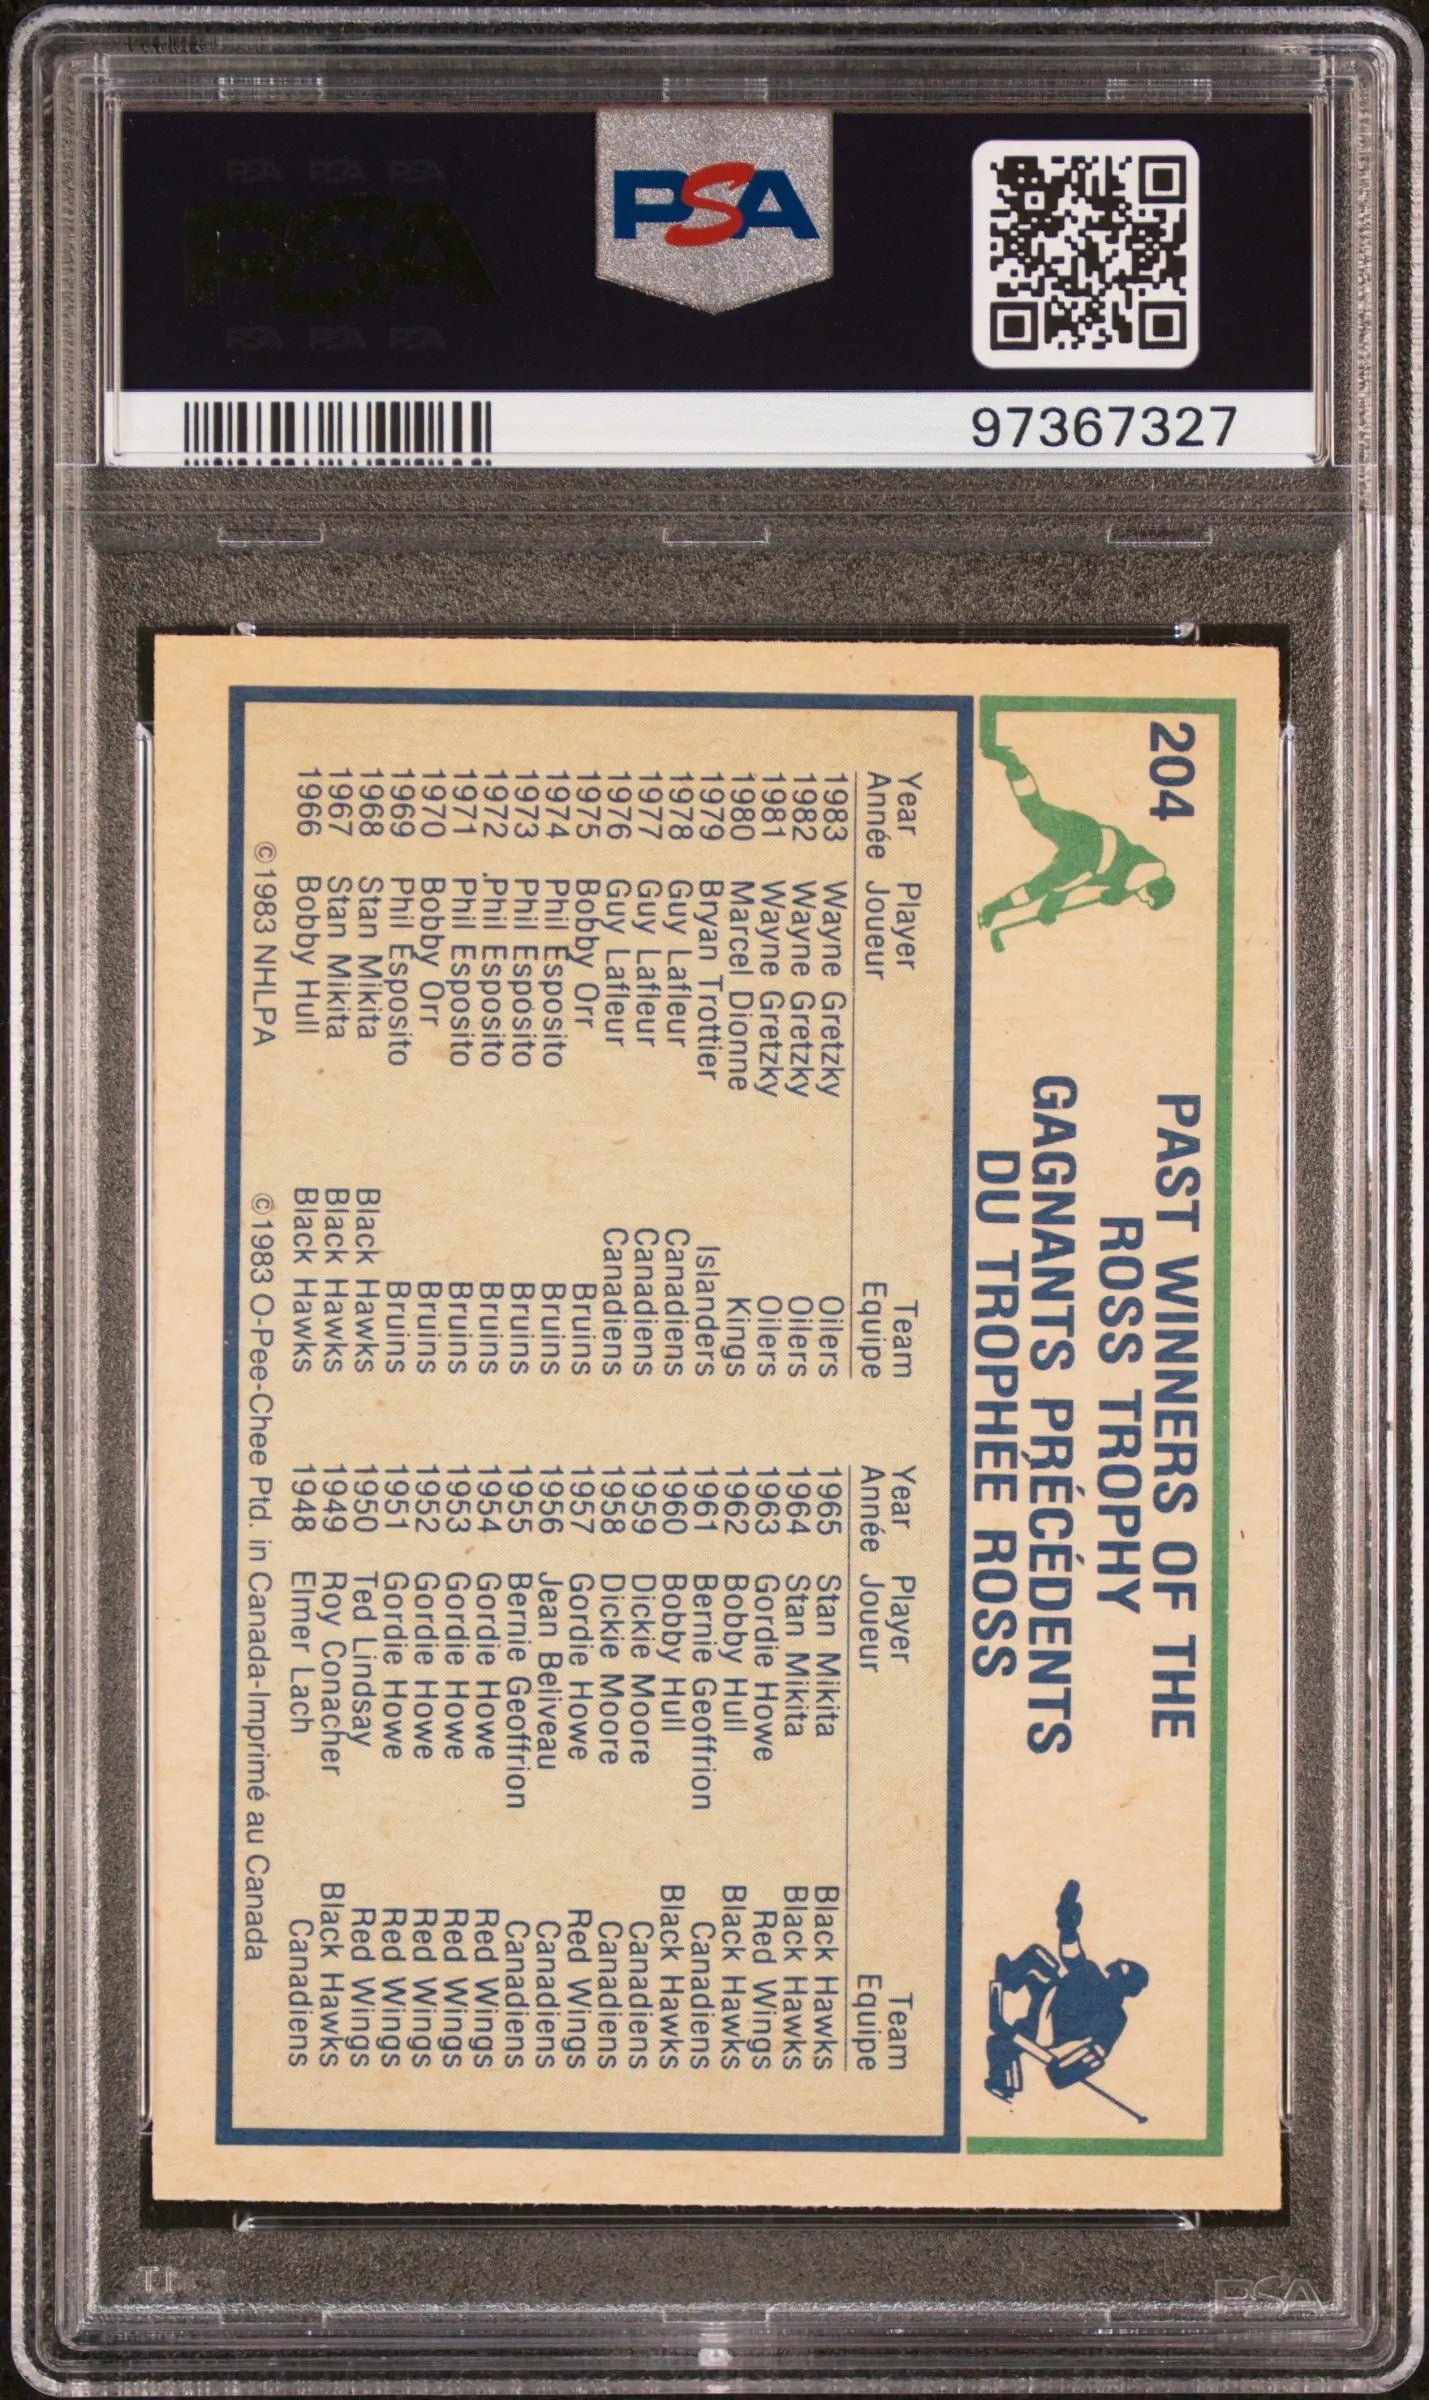 PSA PSA PSA
PSA
PSA PSA PSA
PSA
97367327
204
PAST WINNERS OF THE
ROSS TROPHY
GAGNANTS PRÉCÉDENTS
DU TROPHÉE ROSS
Year Player Team
Année Joueur Equipe
1983 Wayne Gretzky Oilers
1982 Wayne Gretzky Oilers
1981 Wayne Gretzky Oilers
1980 Marcel Dionne Kings
1979 Bryan Trottier Islanders
1978 Guy Lafleur Canadiens
1977 Guy Lafleur Canadiens
1976 Guy Lafleur Canadiens
1975 Bobby Orr Bruins
1974 Phil Esposito Bruins
1973 Phil Esposito Bruins
1972 Phil Esposito Bruins
1971 Phil Esposito Bruins
1970 Bobby Orr Bruins
1969 Phil Esposito Bruins
1968 Stan Mikita Black Hawks
1967 Stan Mikita Black Hawks
1966 Bobby Hull Black Hawks
Year Player Team
Année Joueur Equipe
1965 Stan Mikita Black Hawks
1964 Stan Mikita Black Hawks
1963 Gordie Howe Red Wings
1962 Bobby Hull Black Hawks
1961 Bernie Geoffrion Canadiens
1960 Bobby Hull Black Hawks
1959 Dickie Moore Canadiens
1958 Dickie Moore Canadiens
1957 Gordie Howe Red Wings
1956 Jean Beliveau Canadiens
1955 Bernie Geoffrion Canadiens
1954 Gordie Howe Red Wings
1953 Gordie Howe Red Wings
1952 Gordie Howe Red Wings
1951 Gordie Howe Red Wings
1950 Ted Lindsay Red Wings
1949 Roy Conacher Black Hawks
1948 Elmer Lach Canadiens
©1983 NHLPA ©1983 O-Pee-Chee Ptd. in Canada-Imprimé au Canada
PSA